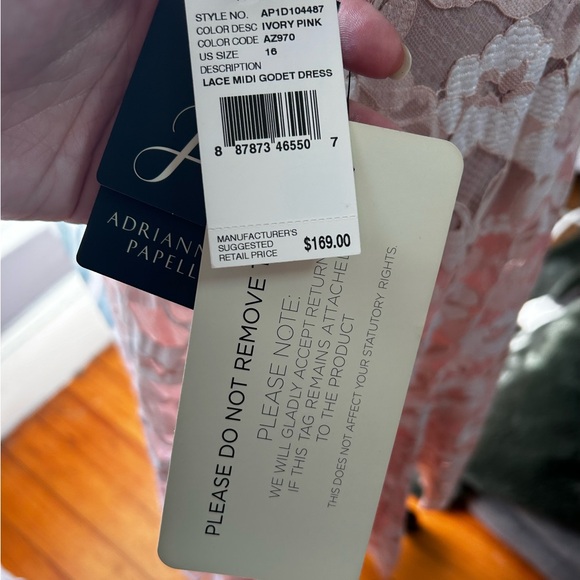 STYLE NO. AP1D104487
COLOR DESC IVORY PINK
COLOR CODE AZ970
US SIZE 16
DESCRIPTION
LACE MIDI GODET DRESS
8 87873 46550 7
MANUFACTURER'S
SUGGESTED
RETAIL PRICE
$169.00
A
ADRIANN
PAPELL
PLEASE DO NOT REMOVE
PLEASE NOTE:
WE WILL GLADLY ACCEPT RETURN
IF THIS TAG REMAINS ATTACHED
TO THE PRODUCT
THIS DOES NOT AFFECT YOUR STATUTORY RIGHTS